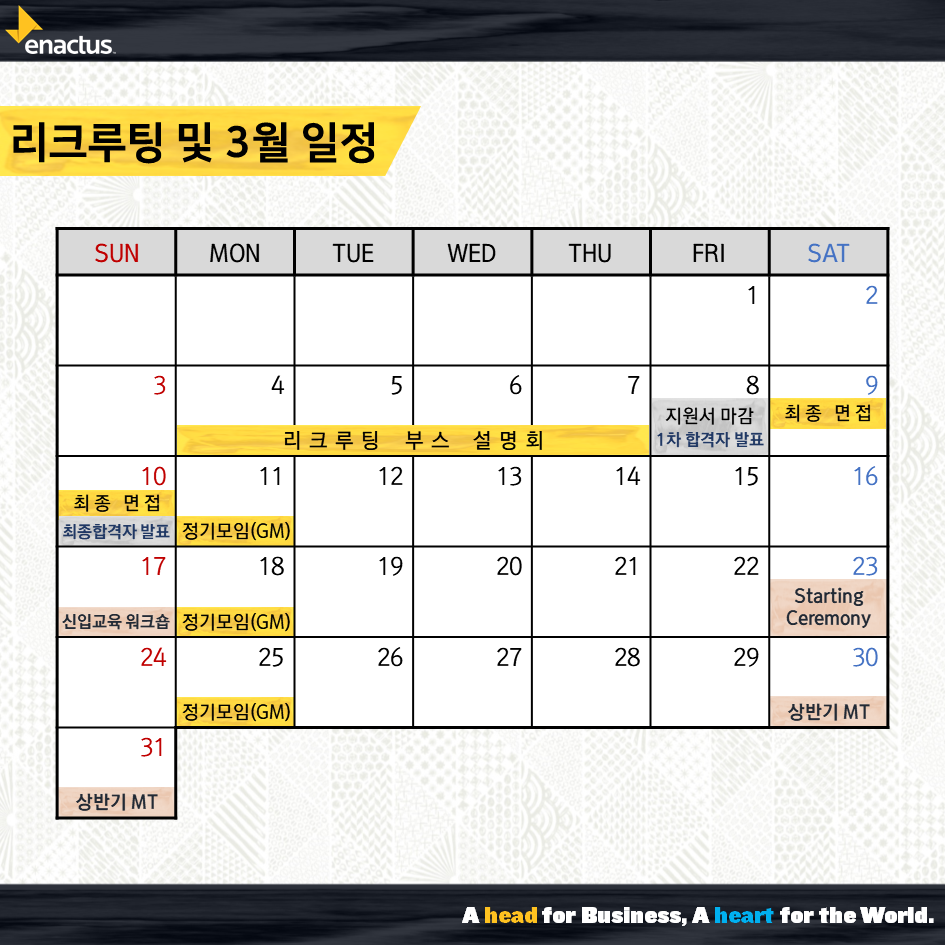 enactus
리크루팅 및 3월 일정
SUN MON TUE WED THU FRI SAT
1 2
3 4 5 6 7 8 9
리크루팅 부스 설명회
지원서 마감
1차 합격자 발표
최종 면접
10 11 12 13 14 15 16
최종 면접
최종합격자 발표
정기모임(GM)
17 18 19 20 21 22 23
신입교육 워크숍
정기모임(GM)
Starting
Ceremony
24 25 26 27 28 29 30
정기모임(GM)
상반기 MT
31
상반기 MT
A head for Business, A heart for the World.